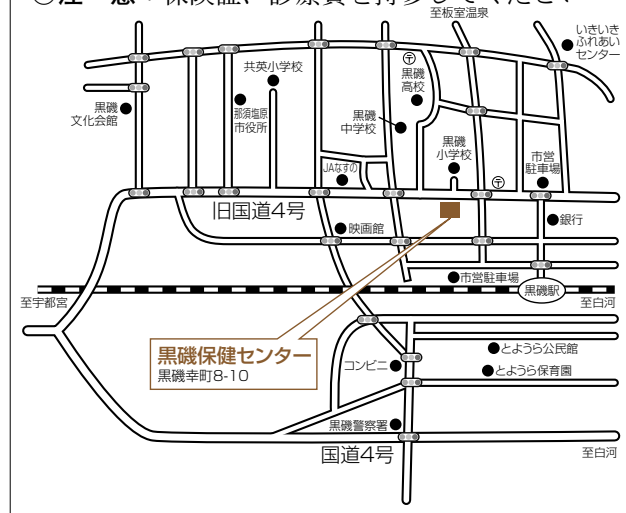 ○注　意：保険証、診療費を持参してください
至板室温泉
いきいき
ふれあい
センター
共英小学校
〒
黒磯
高校
黒磯
文化会館
那須塩原
市役所
黒磯
中学校
黒磯
小学校
市営
駐車場
JAなすの
〒
旧国道4号
映画館
銀行
市営駐車場
黒磯駅
至宇都宮
至白河
黒磯保健センター
黒磯幸町8-10
コンビニ
とようら公民館
とようら保育園
黒磯警察署
国道4号
至白河